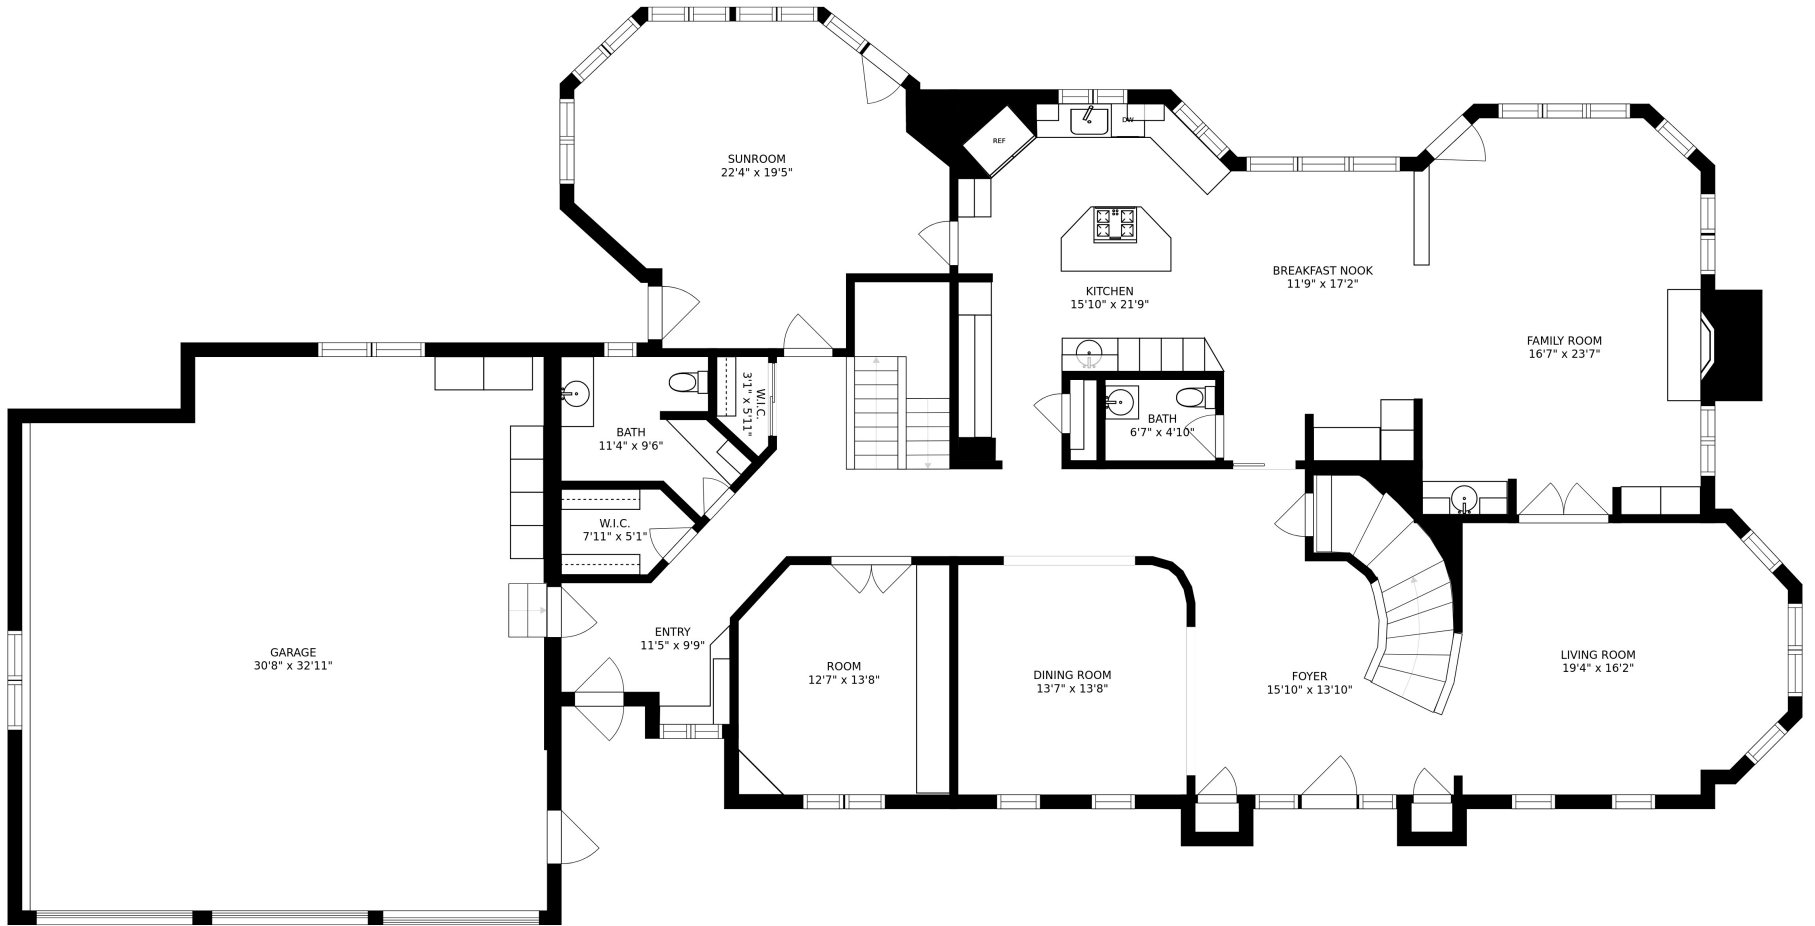 SUNROOM
22'4" x 19'5"
REF
DW
KITCHEN
15'10" x 21'9"
BREAKFAST NOOK
11'9" x 17'2"
FAMILY ROOM
16'7" x 23'7"
W.I.C.
3'1" x 5'11"
BATH
11'4" x 9'6"
BATH
6'7" x 4'10"
W.I.C.
7'11" x 5'1"
GARAGE
30'8" x 32'11"
ENTRY
11'5" x 9'9"
ROOM
12'7" x 13'8"
DINING ROOM
13'7" x 13'8"
FOYER
15'10" x 13'10"
LIVING ROOM
19'4" x 16'2"